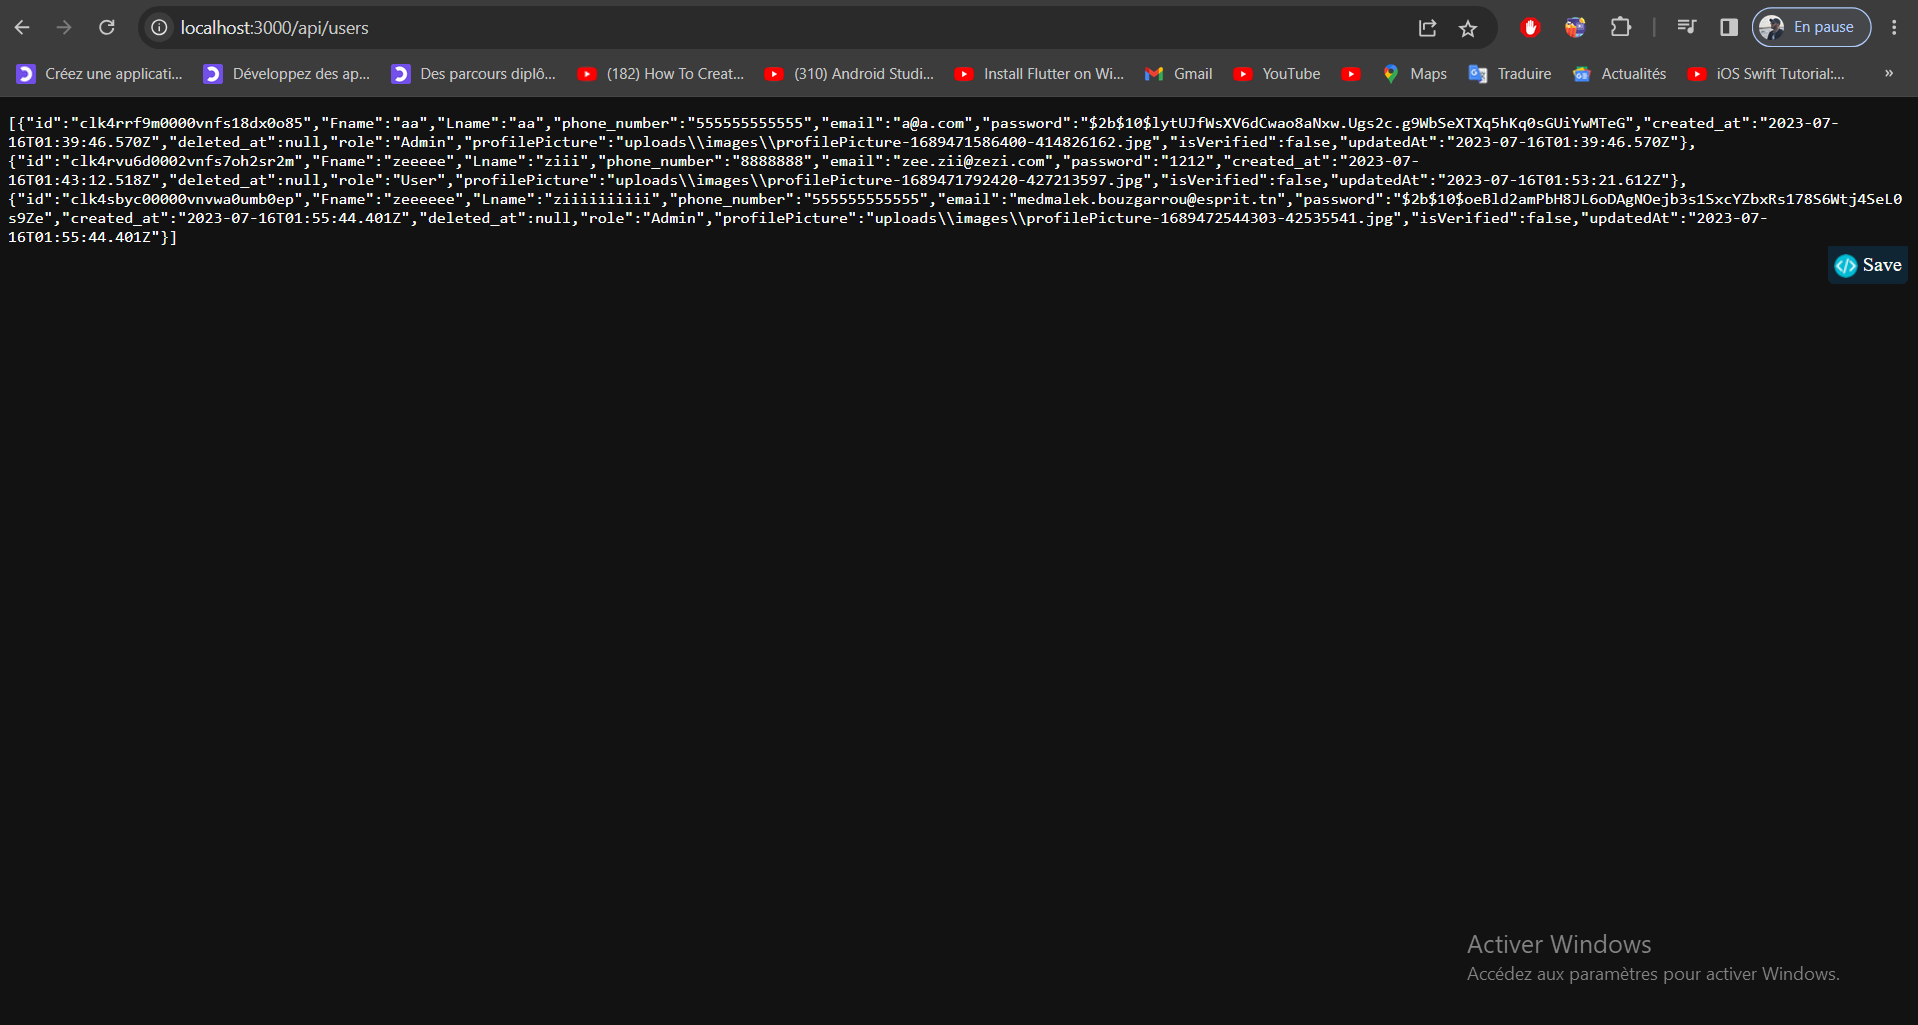 localhost:3000/api/users
En pause
Créez une applicati... Développez des ap... Des parcours diplô... (182) How To Creat... (310) Android Studi... Install Flutter on Wi... Gmail YouTube Maps Traduire Actualités iOS Swift Tutorial:... »
[{"id":"clk4rrf9m0000vnfs18dx0o85","Fname":"aa","Lname":"aa","phone_number":"555555555555","email":"a@a.com","password":"$2b$10$lytUJfWsXV6dCwao8aNxw.Ugs2c.g9WbSeXTXq5hKq0sGUiYwMTeG","created_at":"2023-07-
16T01:39:46.570Z","deleted_at":null,"role":"Admin","profilePicture":"uploads\\images\\profilePicture-1689471586400-414826162.jpg","isVerified":false,"updatedAt":"2023-07-16T01:39:46.570Z"},
{"id":"clk4rvu6d0002vnfs7oh2sr2m","Fname":"zeeeee","Lname":"ziii","phone_number":"8888888","email":"zee.zii@zezi.com","password":"1212","created_at":"2023-07-
16T01:43:12.518Z","deleted_at":null,"role":"User","profilePicture":"uploads\\images\\profilePicture-1689471792420-427213597.jpg","isVerified":false,"updatedAt":"2023-07-16T01:53:21.612Z"},
{"id":"clk4sbyc00000vnvwa0umb0ep","Fname":"zeeeeee","Lname":"ziiiiiiiiii","phone_number":"555555555555","email":"medmalek.bouzgarrou@esprit.tn","password":"$2b$10$oeBld2amPbH8JL6oDAgNOejb3s1SxcYZbxRs178S6Wtj4SeL0
s9Ze","created_at":"2023-07-16T01:55:44.401Z","deleted_at":null,"role":"Admin","profilePicture":"uploads\\images\\profilePicture-1689472544303-42535541.jpg","isVerified":false,"updatedAt":"2023-07-
16T01:55:44.401Z"}]
Save
Activer Windows
Accédez aux paramètres pour activer Windows.